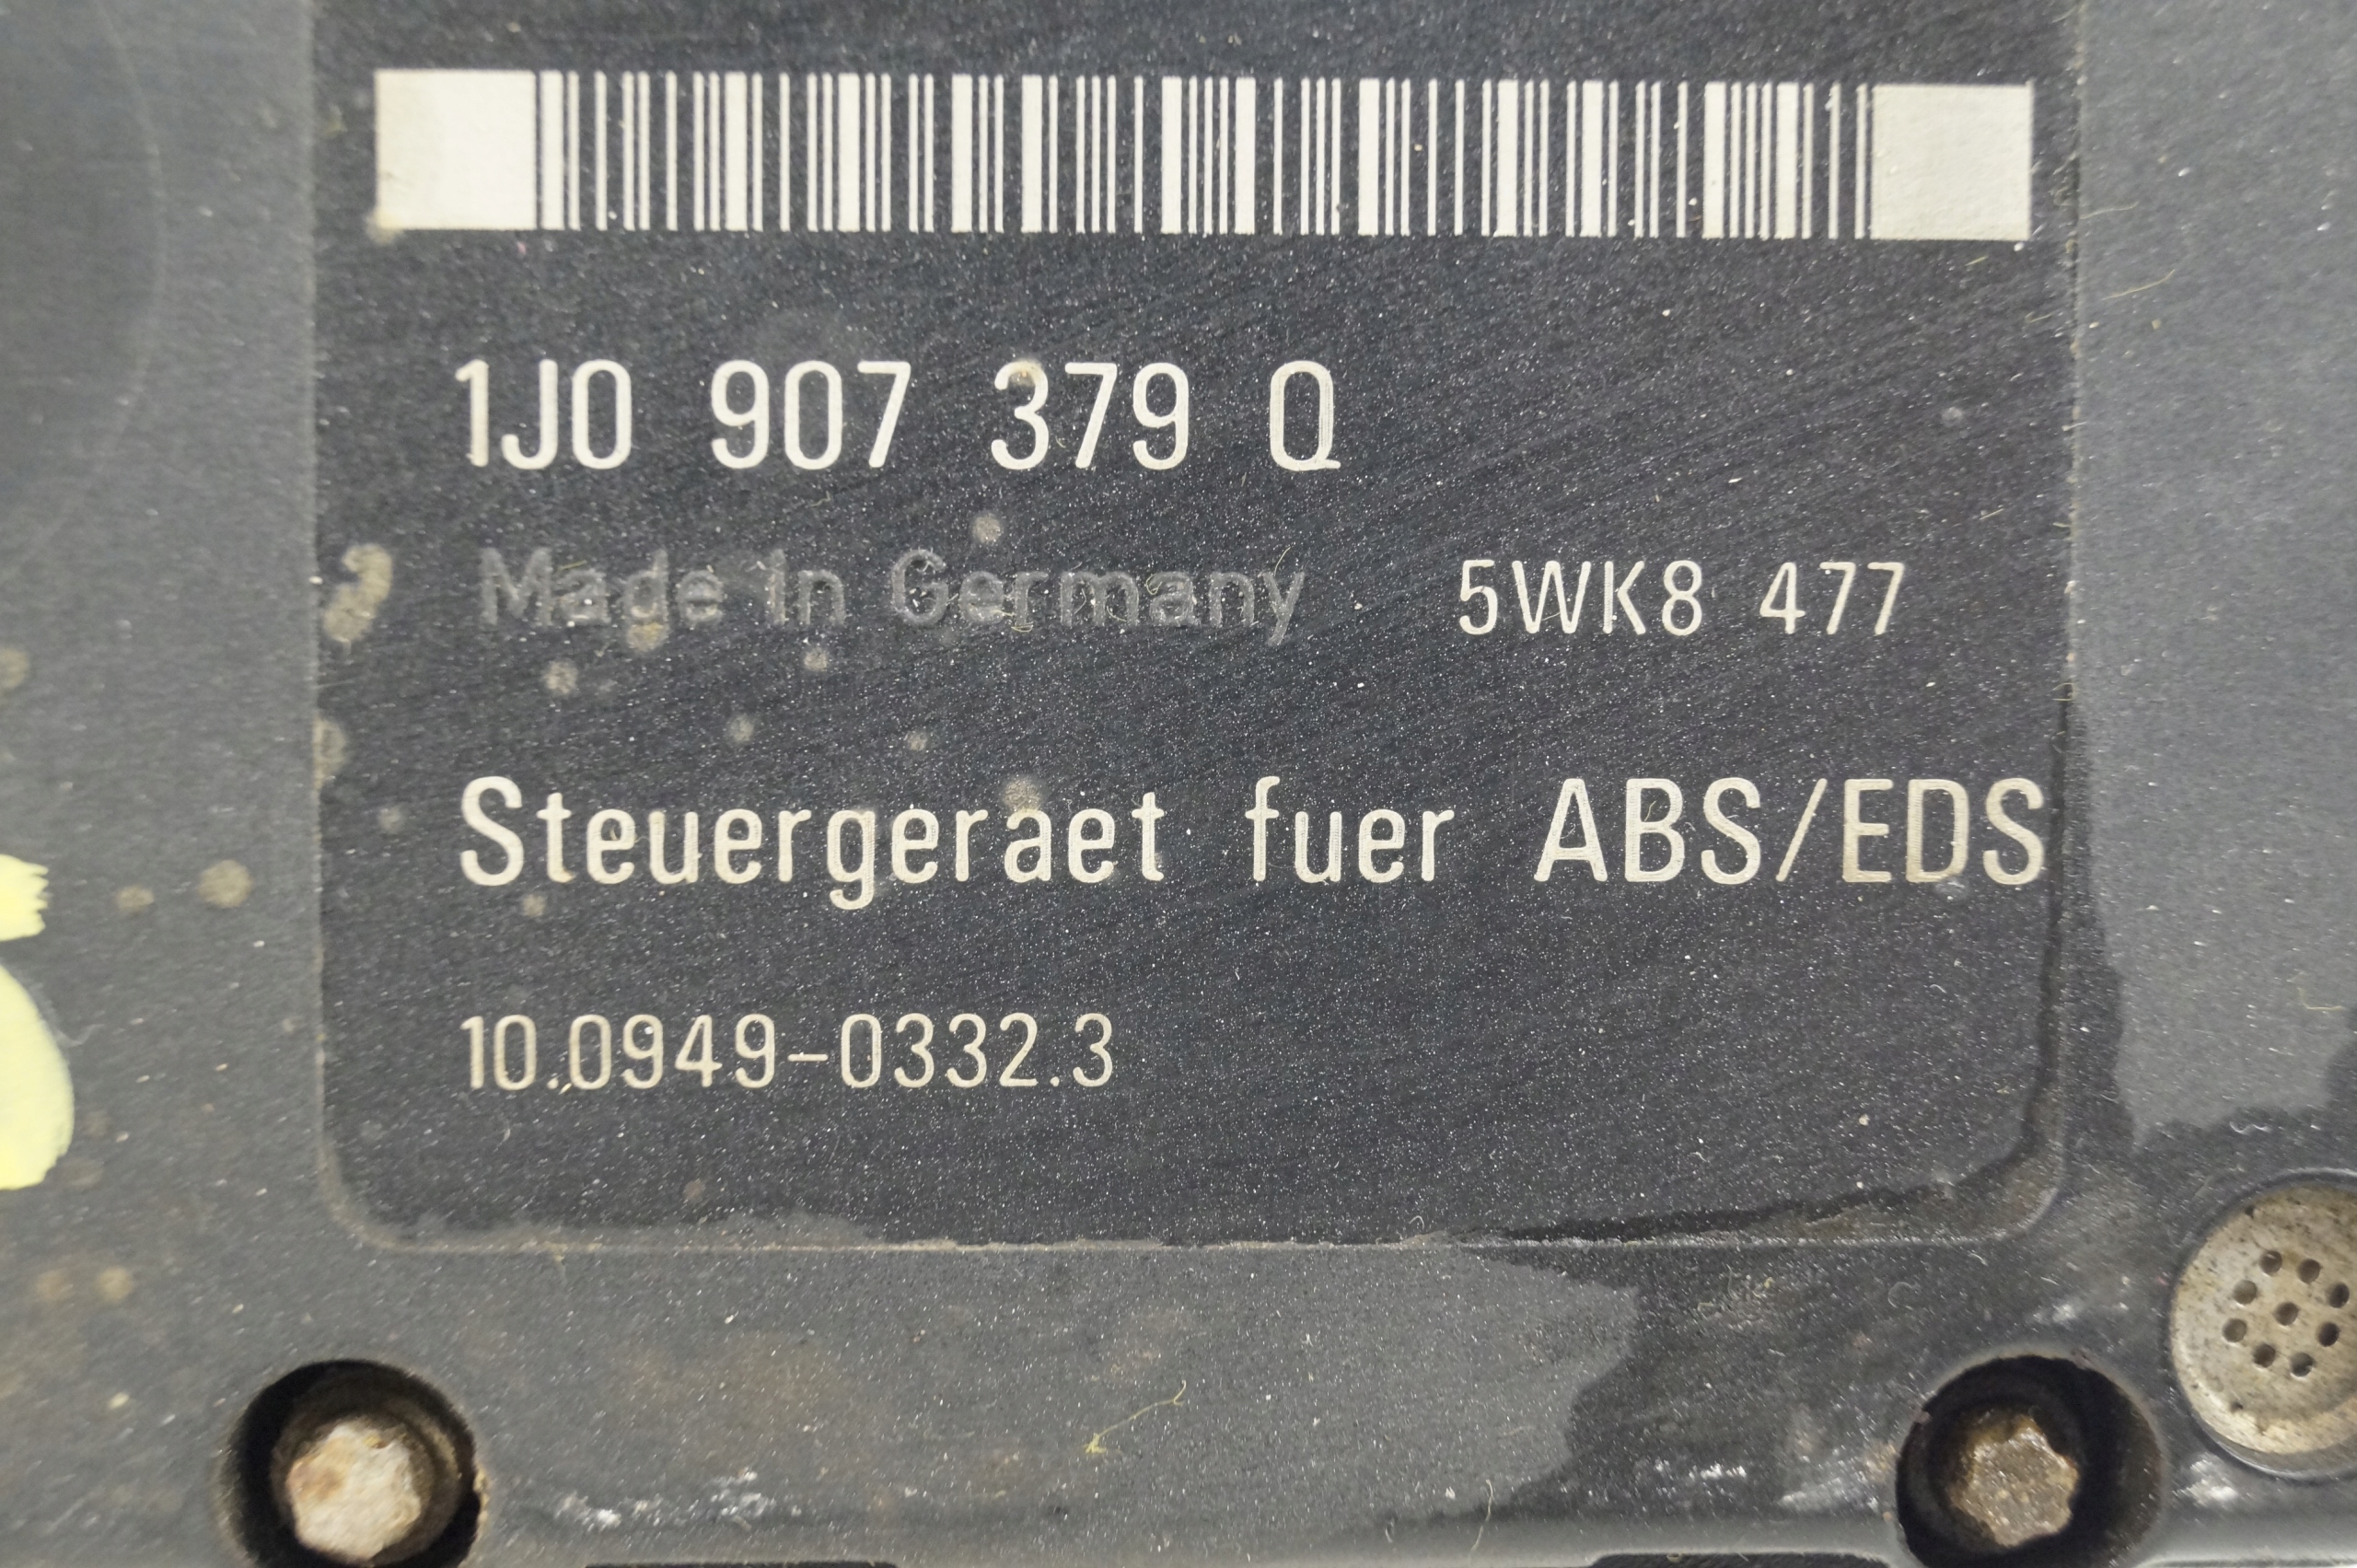 1J0 907 379 Q
Made in Germany 5WK8 477
Steuergeraet fuer ABS/EDS
10.0949-0332.3